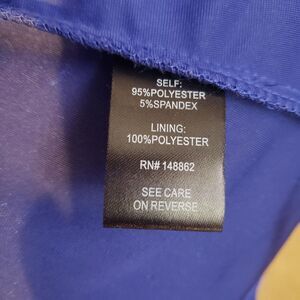 SELF:
95%POLYESTER
5%SPANDEX
LINING:
100%POLYESTER
RN# 148862
SEE CARE
ON REVERSE